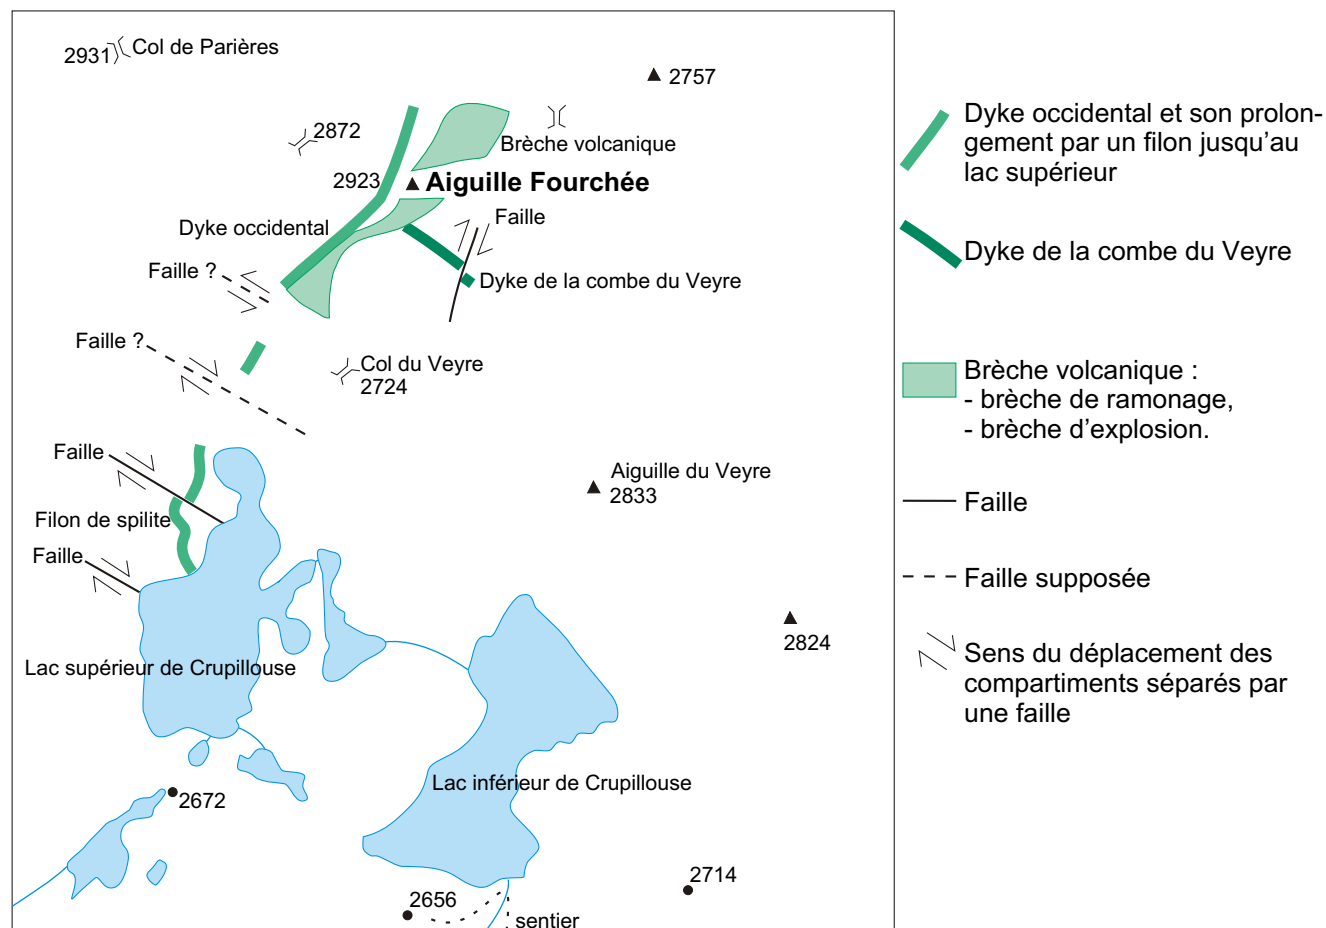 2931 Col de Parières
2757
2872
Brèche volcanique
2923
Aiguille Fourchée
Faille
Dyke occidental
Faille ?
Dyke de la combe du Veyre
Faille ?
Col du Veyre
2724
Faille
Aiguille du Veyre
2833
Filon de spilite
Faille
2824
Lac supérieur de Crupillouse
Lac inférieur de Crupillouse
2672
2714
2656
sentier
Dyke occidental et son prolon-
gement par un filon jusqu’au
lac supérieur
Dyke de la combe du Veyre
Brèche volcanique :
- brèche de ramonage,
- brèche d’explosion.
Faille
Faille supposée
Sens du déplacement des
compartiments séparés par
une faille